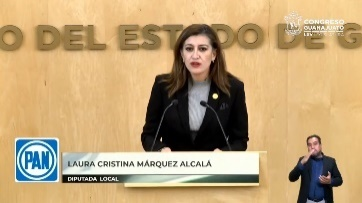 CONGRESO
GUANAJUATO
O DEL ESTADO DE G
PAN
LAURA CRISTINA MÁRQUEZ ALCALÁ
DIPUTADA LOCAL